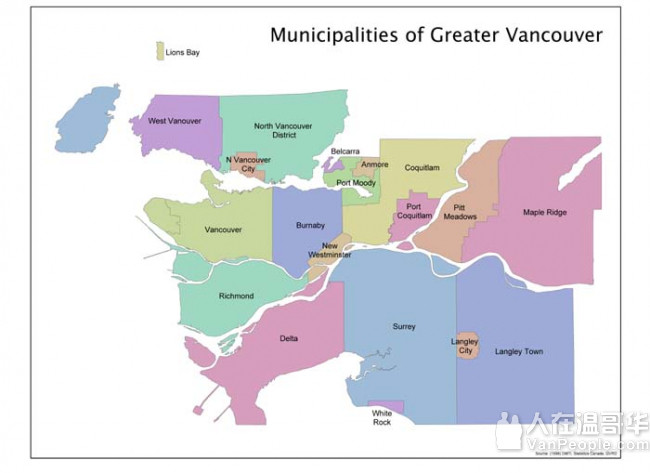 Municipalities of Greater Vancouver
Lions Bay
West Vancouver
North Vancouver
District
N Vancouver
City
Belcarra
Anmore
Port Moody
Coquitlam
Port
Coquitlam
Pitt
Meadows
Maple Ridge
Vancouver
Burnaby
New
Westminster
Richmond
Delta
Surrey
Langley
City
Langley Town
White
Rock
人在温哥华
VanPeople.com